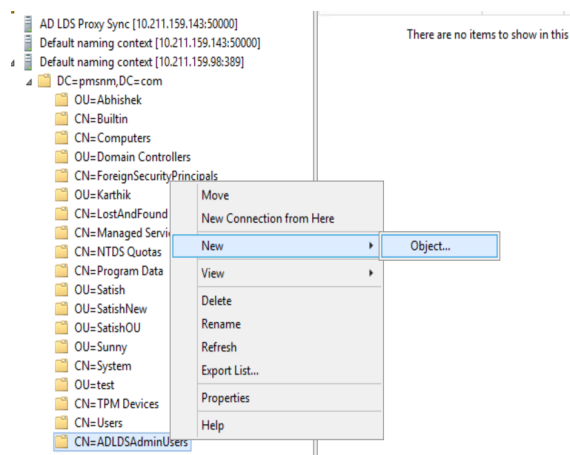 AD LDS Proxy Sync [10.211.159.143:50000]
Default naming context [10.211.159.143:50000]
Default naming context [10.211.159.98:389]
DC=pmsnm,DC=com
OU=Abhishek
CN=Builtin
CN=Computers
OU=Domain Controllers
CN=ForeignSecurityPrincipals
OU=Karthik
CN=LostAndFound
CN=Managed Servi
CN=NTDS Quotas
CN=Program Data
OU=Satish
OU=SatishNew
OU=SatishOU
OU=Sunny
CN=System
OU=test
CN=TPM Devices
CN=Users
CN=ADLDSAdminUsers
There are no items to show in this
Move
New Connection from Here
New
Object...
View
Delete
Rename
Refresh
Export List...
Properties
Help